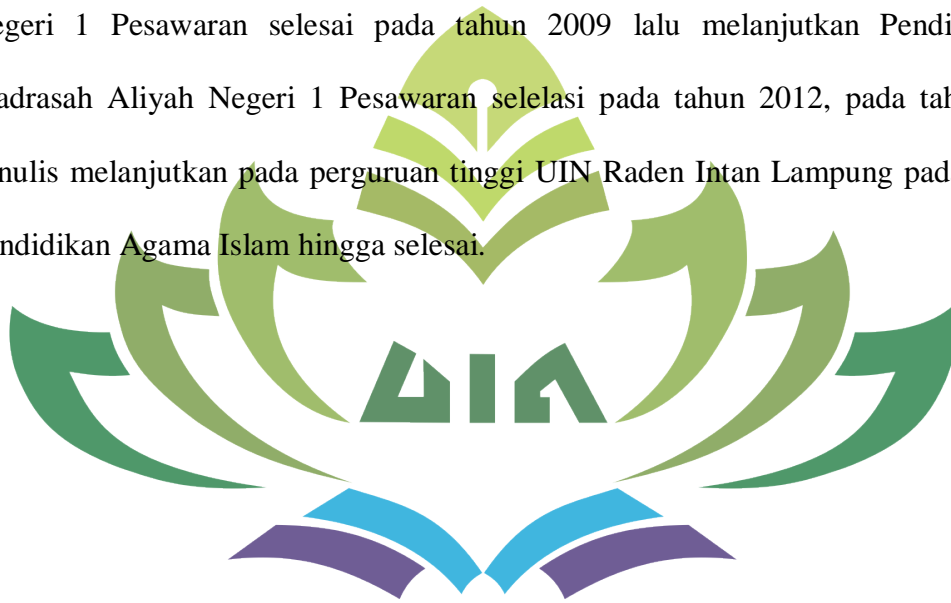 egeri 1 Pesawaran selesai pada tahun 2009 lalu melanjutkan Pendi
adrasah Aliyah Negeri 1 Pesawaran selelasi pada tahun 2012, pada tah
nulis melanjutkan pada perguruan tinggi UIN Raden Intan Lampung pad
ndidikan Agama Islam hingga selesai.
UIN